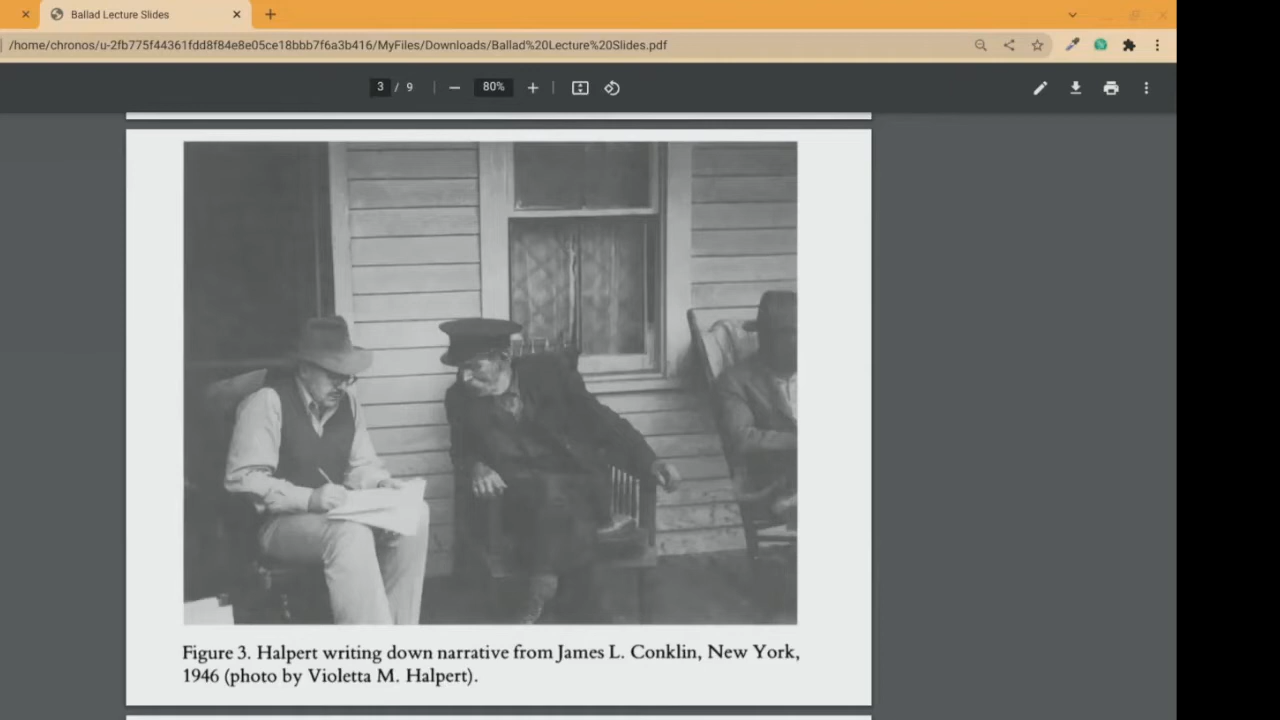 Ballad Lecture Slides
/home/chronos/u-2fb775f44361fdd8f84e8e05ce18bbb7f6a3b416/MyFiles/Downloads/Ballad%20Lecture%20Slides.pdf
3 / 9 80%
Figure 3. Halpert writing down narrative from James L. Conklin, New York,
1946 (photo by Violetta M. Halpert).